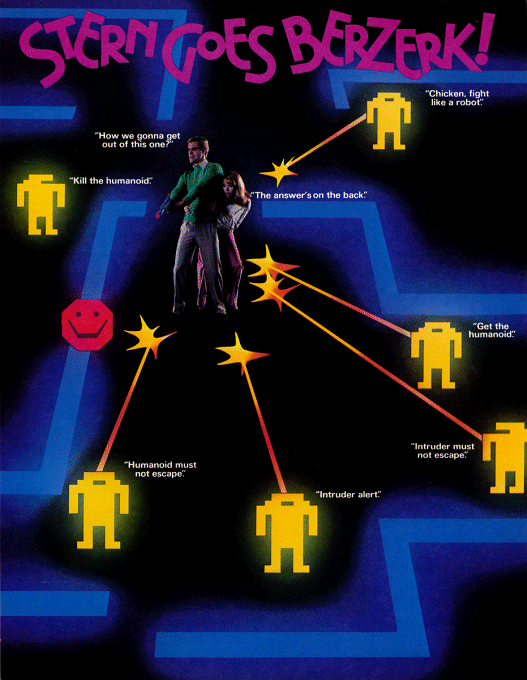 STERN GOES BERZERK!
"Chicken, fight
like a robot."
"How we gonna get
out of this one?"
"Kill the humanoid."
"The answer's on the back."
"Get the
humanoid."
"Intruder must
not escape."
"Humanoid must
not escape."
"Intruder alert."